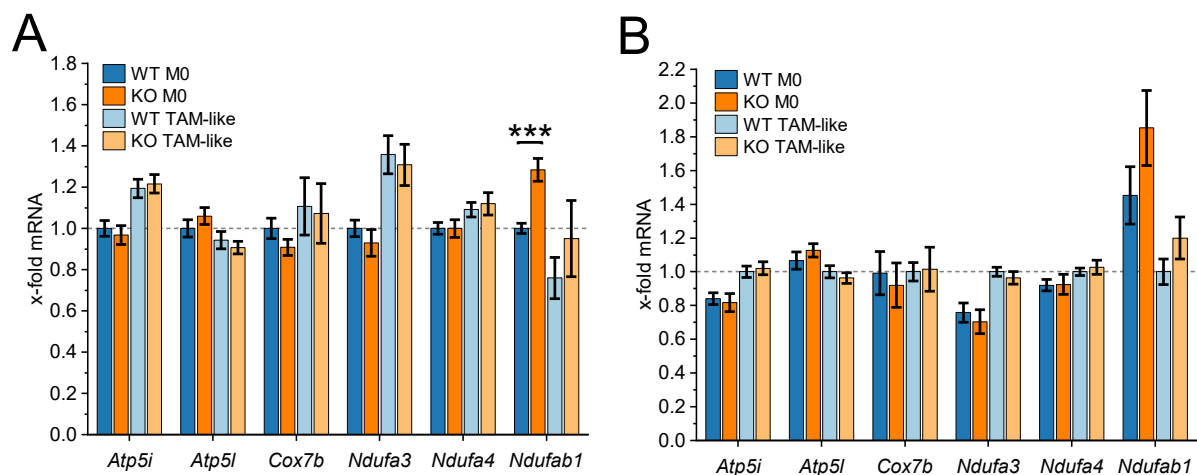 A
x-fold mRNA
1.8
1.6
1.4
1.2
1.0
0.8
0.6
0.4
0.2
0.0
WT M0
KO M0
WT TAM-like
KO TAM-like
***
Atp5i Atp5l Cox7b Ndufa3 Ndufa4 Ndufab1
B
x-fold mRNA
2.2
2.0
1.8
1.6
1.4
1.2
1.0
0.8
0.6
0.4
0.2
0.0
WT M0
KO M0
WT TAM-like
KO TAM-like
Atp5i Atp5l Cox7b Ndufa3 Ndufa4 Ndufab1